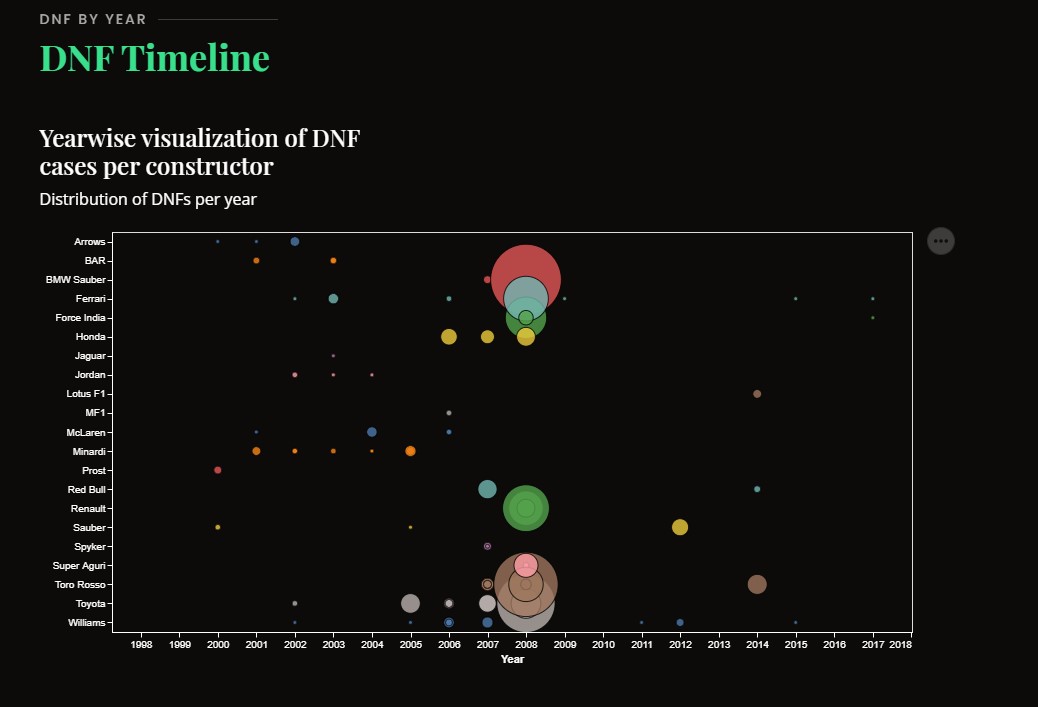 DNF BY YEAR
DNF Timeline
Yearwise visualization of DNF
cases per constructor
Distribution of DNFs per year
Arrows
BAR
BMW Sauber
Ferrari
Force India
Honda
Jaguar
Jordan
Lotus F1
MF1
McLaren
Minardi
Prost
Red Bull
Renault
Sauber
Spyker
Super Aguri
Toro Rosso
Toyota
Williams
1998 1999 2000 2001 2002 2003 2004 2005 2006 2007 2008 2009 2010 2011 2012 2013 2014 2015 2016 2017 2018
Year